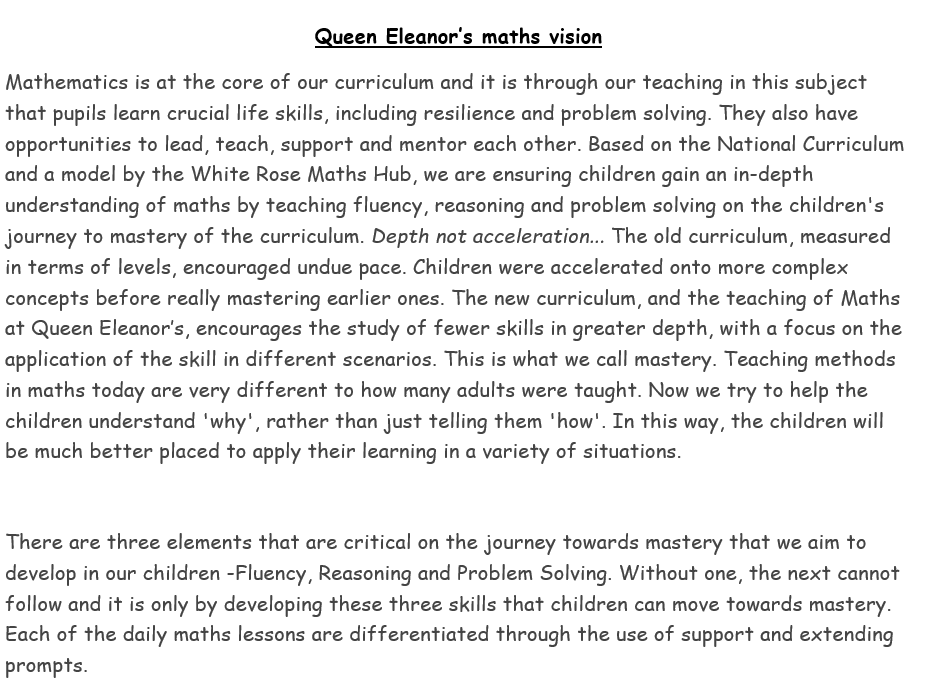 Queen Eleanor’s maths vision
Mathematics is at the core of our curriculum and it is through our teaching in this subject
that pupils learn crucial life skills, including resilience and problem solving. They also have
opportunities to lead, teach, support and mentor each other. Based on the National Curriculum
and a model by the White Rose Maths Hub, we are ensuring children gain an in-depth
understanding of maths by teaching fluency, reasoning and problem solving on the children's
journey to mastery of the curriculum. Depth not acceleration... The old curriculum, measured
in terms of levels, encouraged undue pace. Children were accelerated onto more complex
concepts before really mastering earlier ones. The new curriculum, and the teaching of Maths
at Queen Eleanor’s, encourages the study of fewer skills in greater depth, with a focus on the
application of the skill in different scenarios. This is what we call mastery. Teaching methods
in maths today are very different to how many adults were taught. Now we try to help the
children understand 'why', rather than just telling them 'how'. In this way, the children will
be much better placed to apply their learning in a variety of situations.
There are three elements that are critical on the journey towards mastery that we aim to
develop in our children -Fluency, Reasoning and Problem Solving. Without one, the next cannot
follow and it is only by developing these three skills that children can move towards mastery.
Each of the daily maths lessons are differentiated through the use of support and extending
prompts.